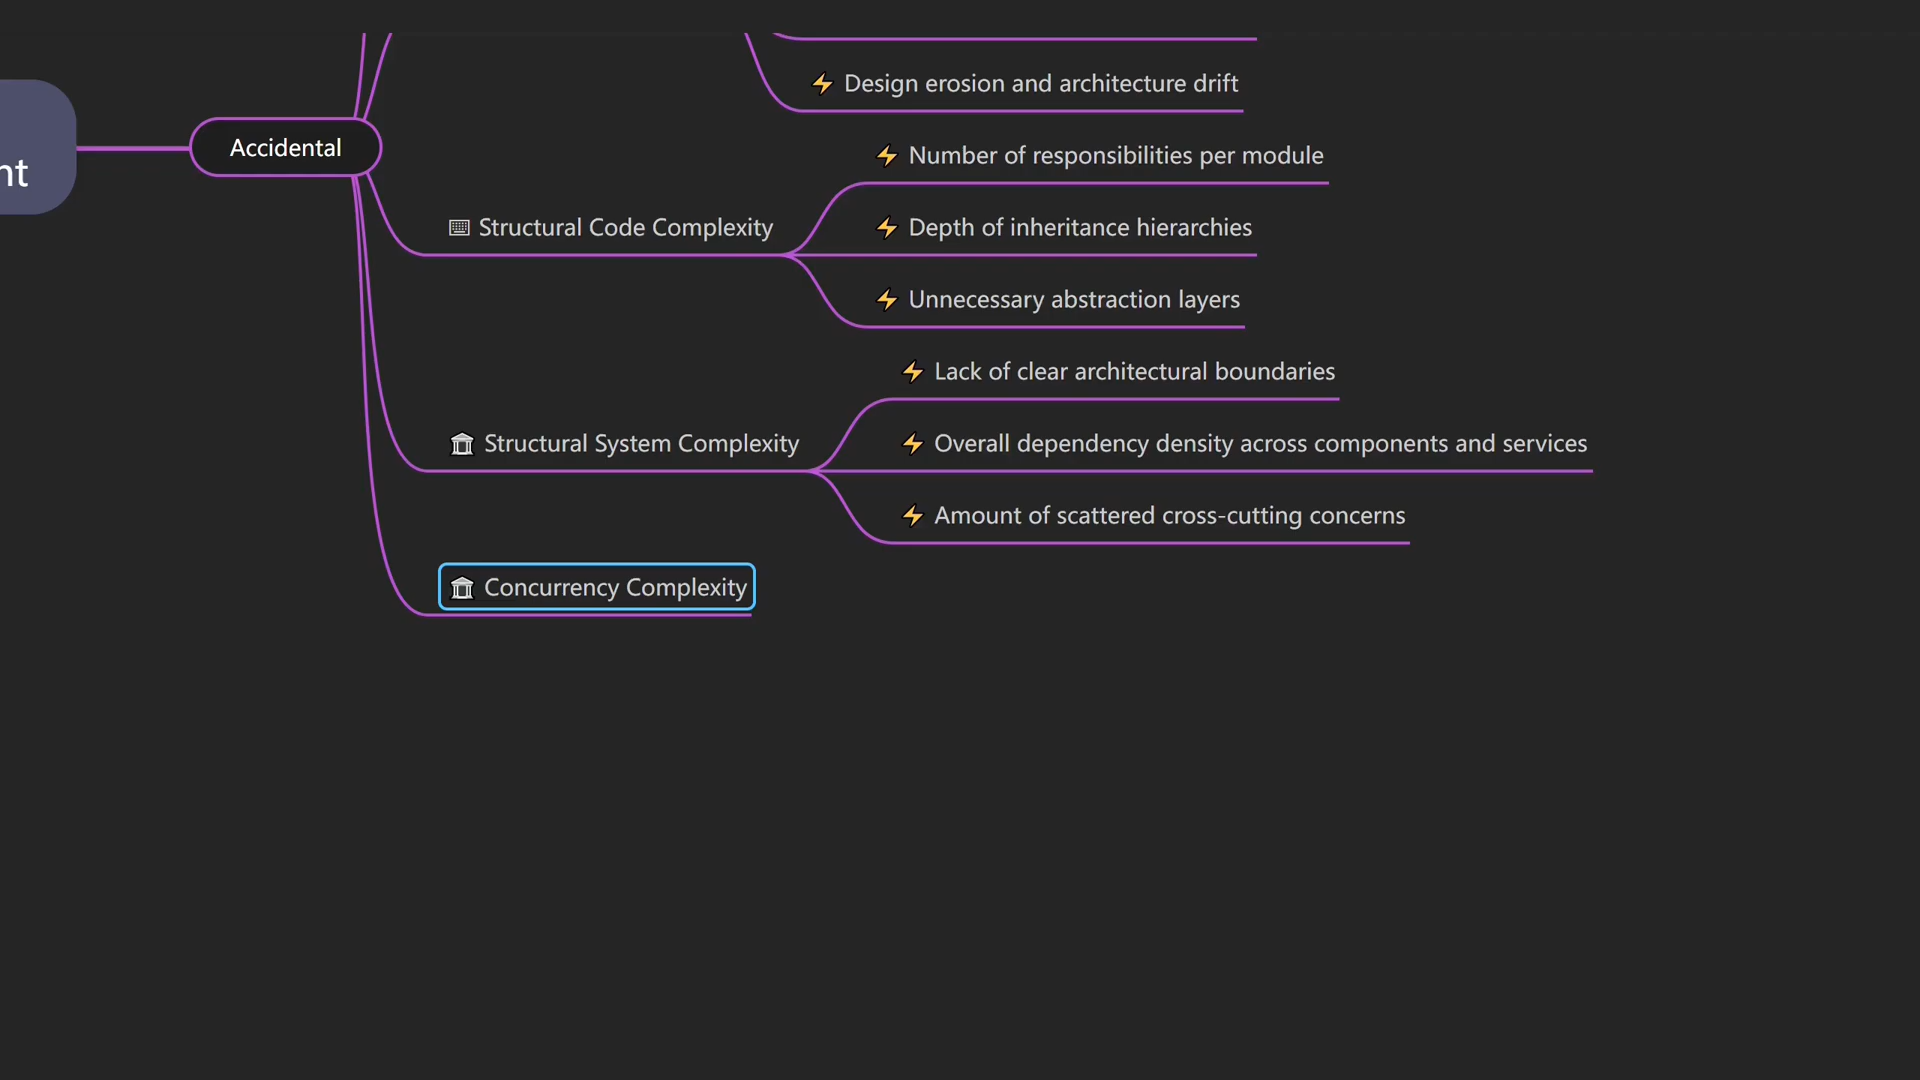 Design erosion and architecture drift
nt
Accidental
Number of responsibilities per module
Structural Code Complexity
Depth of inheritance hierarchies
Unnecessary abstraction layers
Lack of clear architectural boundaries
Structural System Complexity
Overall dependency density across components and services
Amount of scattered cross-cutting concerns
Concurrency Complexity